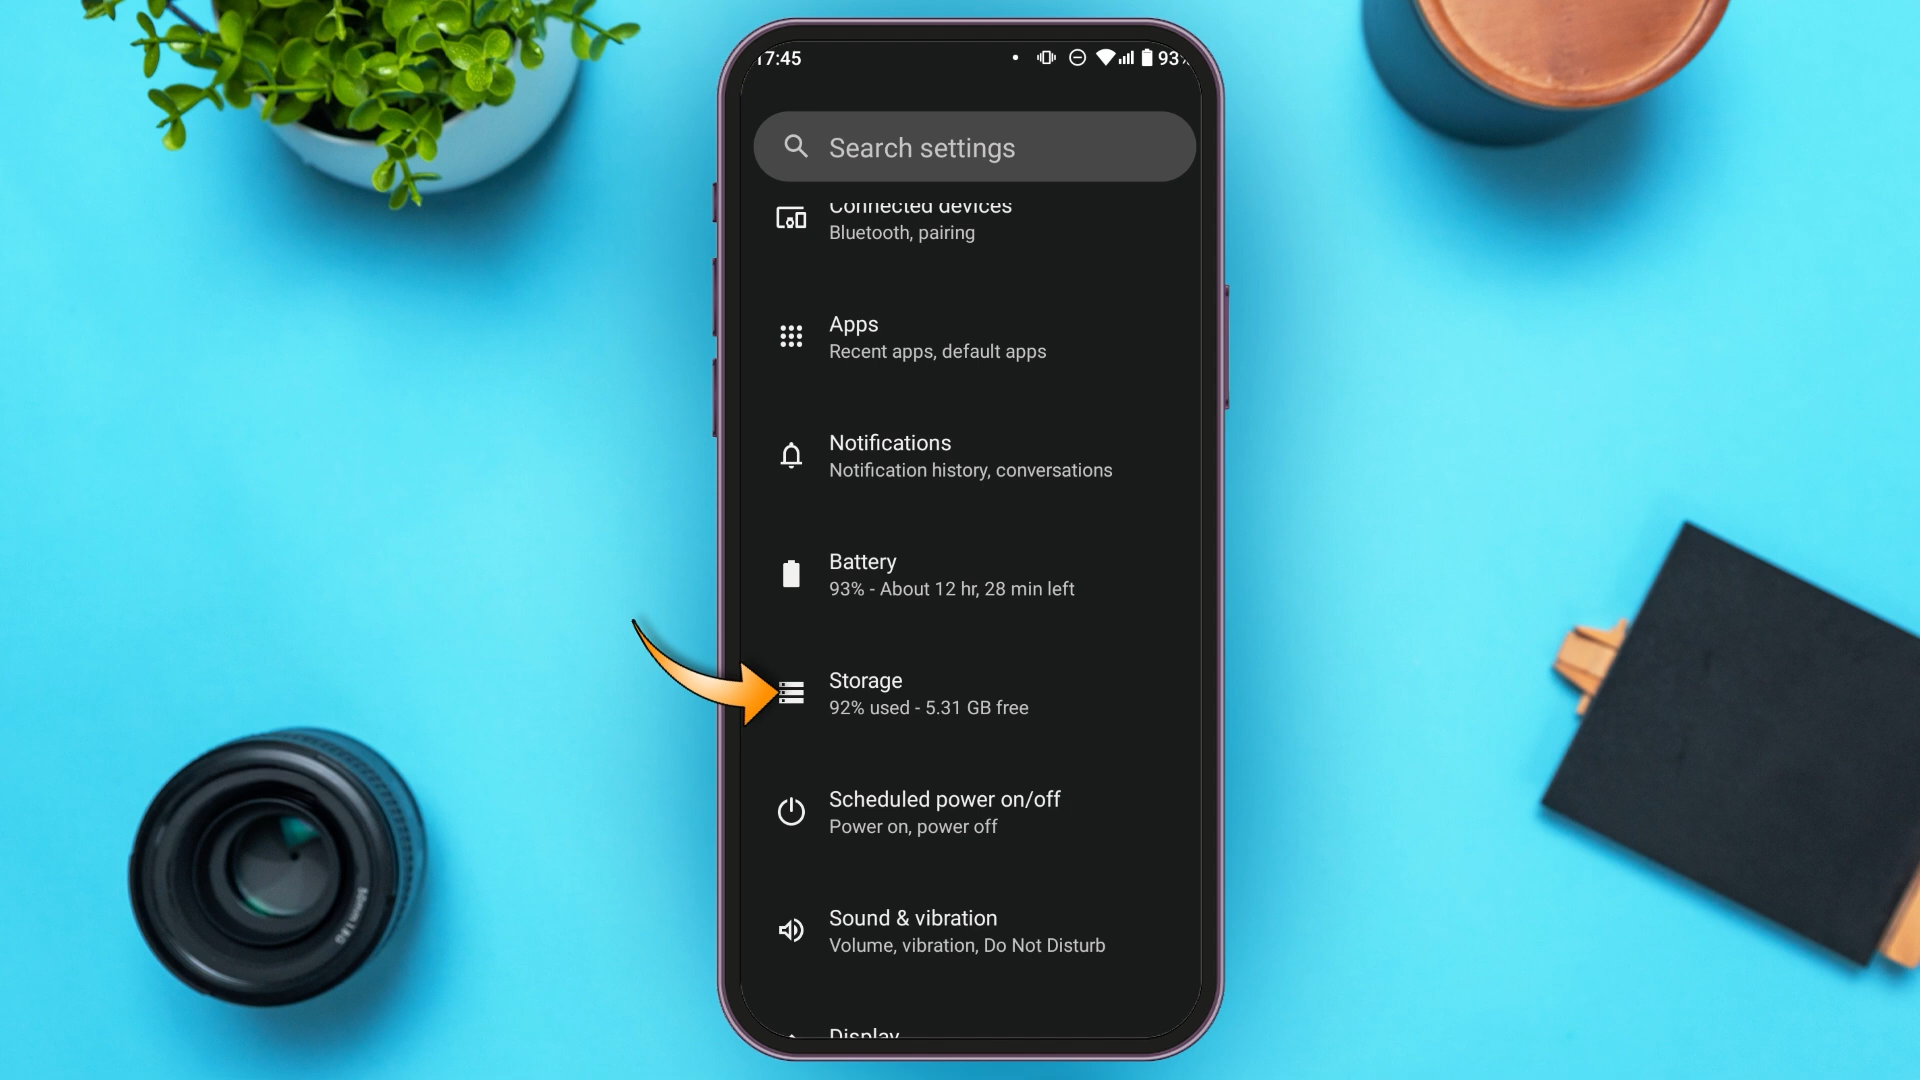 17:45 93%
Search settings
Connected devices
Bluetooth, pairing
Apps
Recent apps, default apps
Notifications
Notification history, conversations
Battery
93% - About 12 hr, 28 min left
Storage
92% used - 5.31 GB free
Scheduled power on/off
Power on, power off
Sound & vibration
Volume, vibration, Do Not Disturb
Display